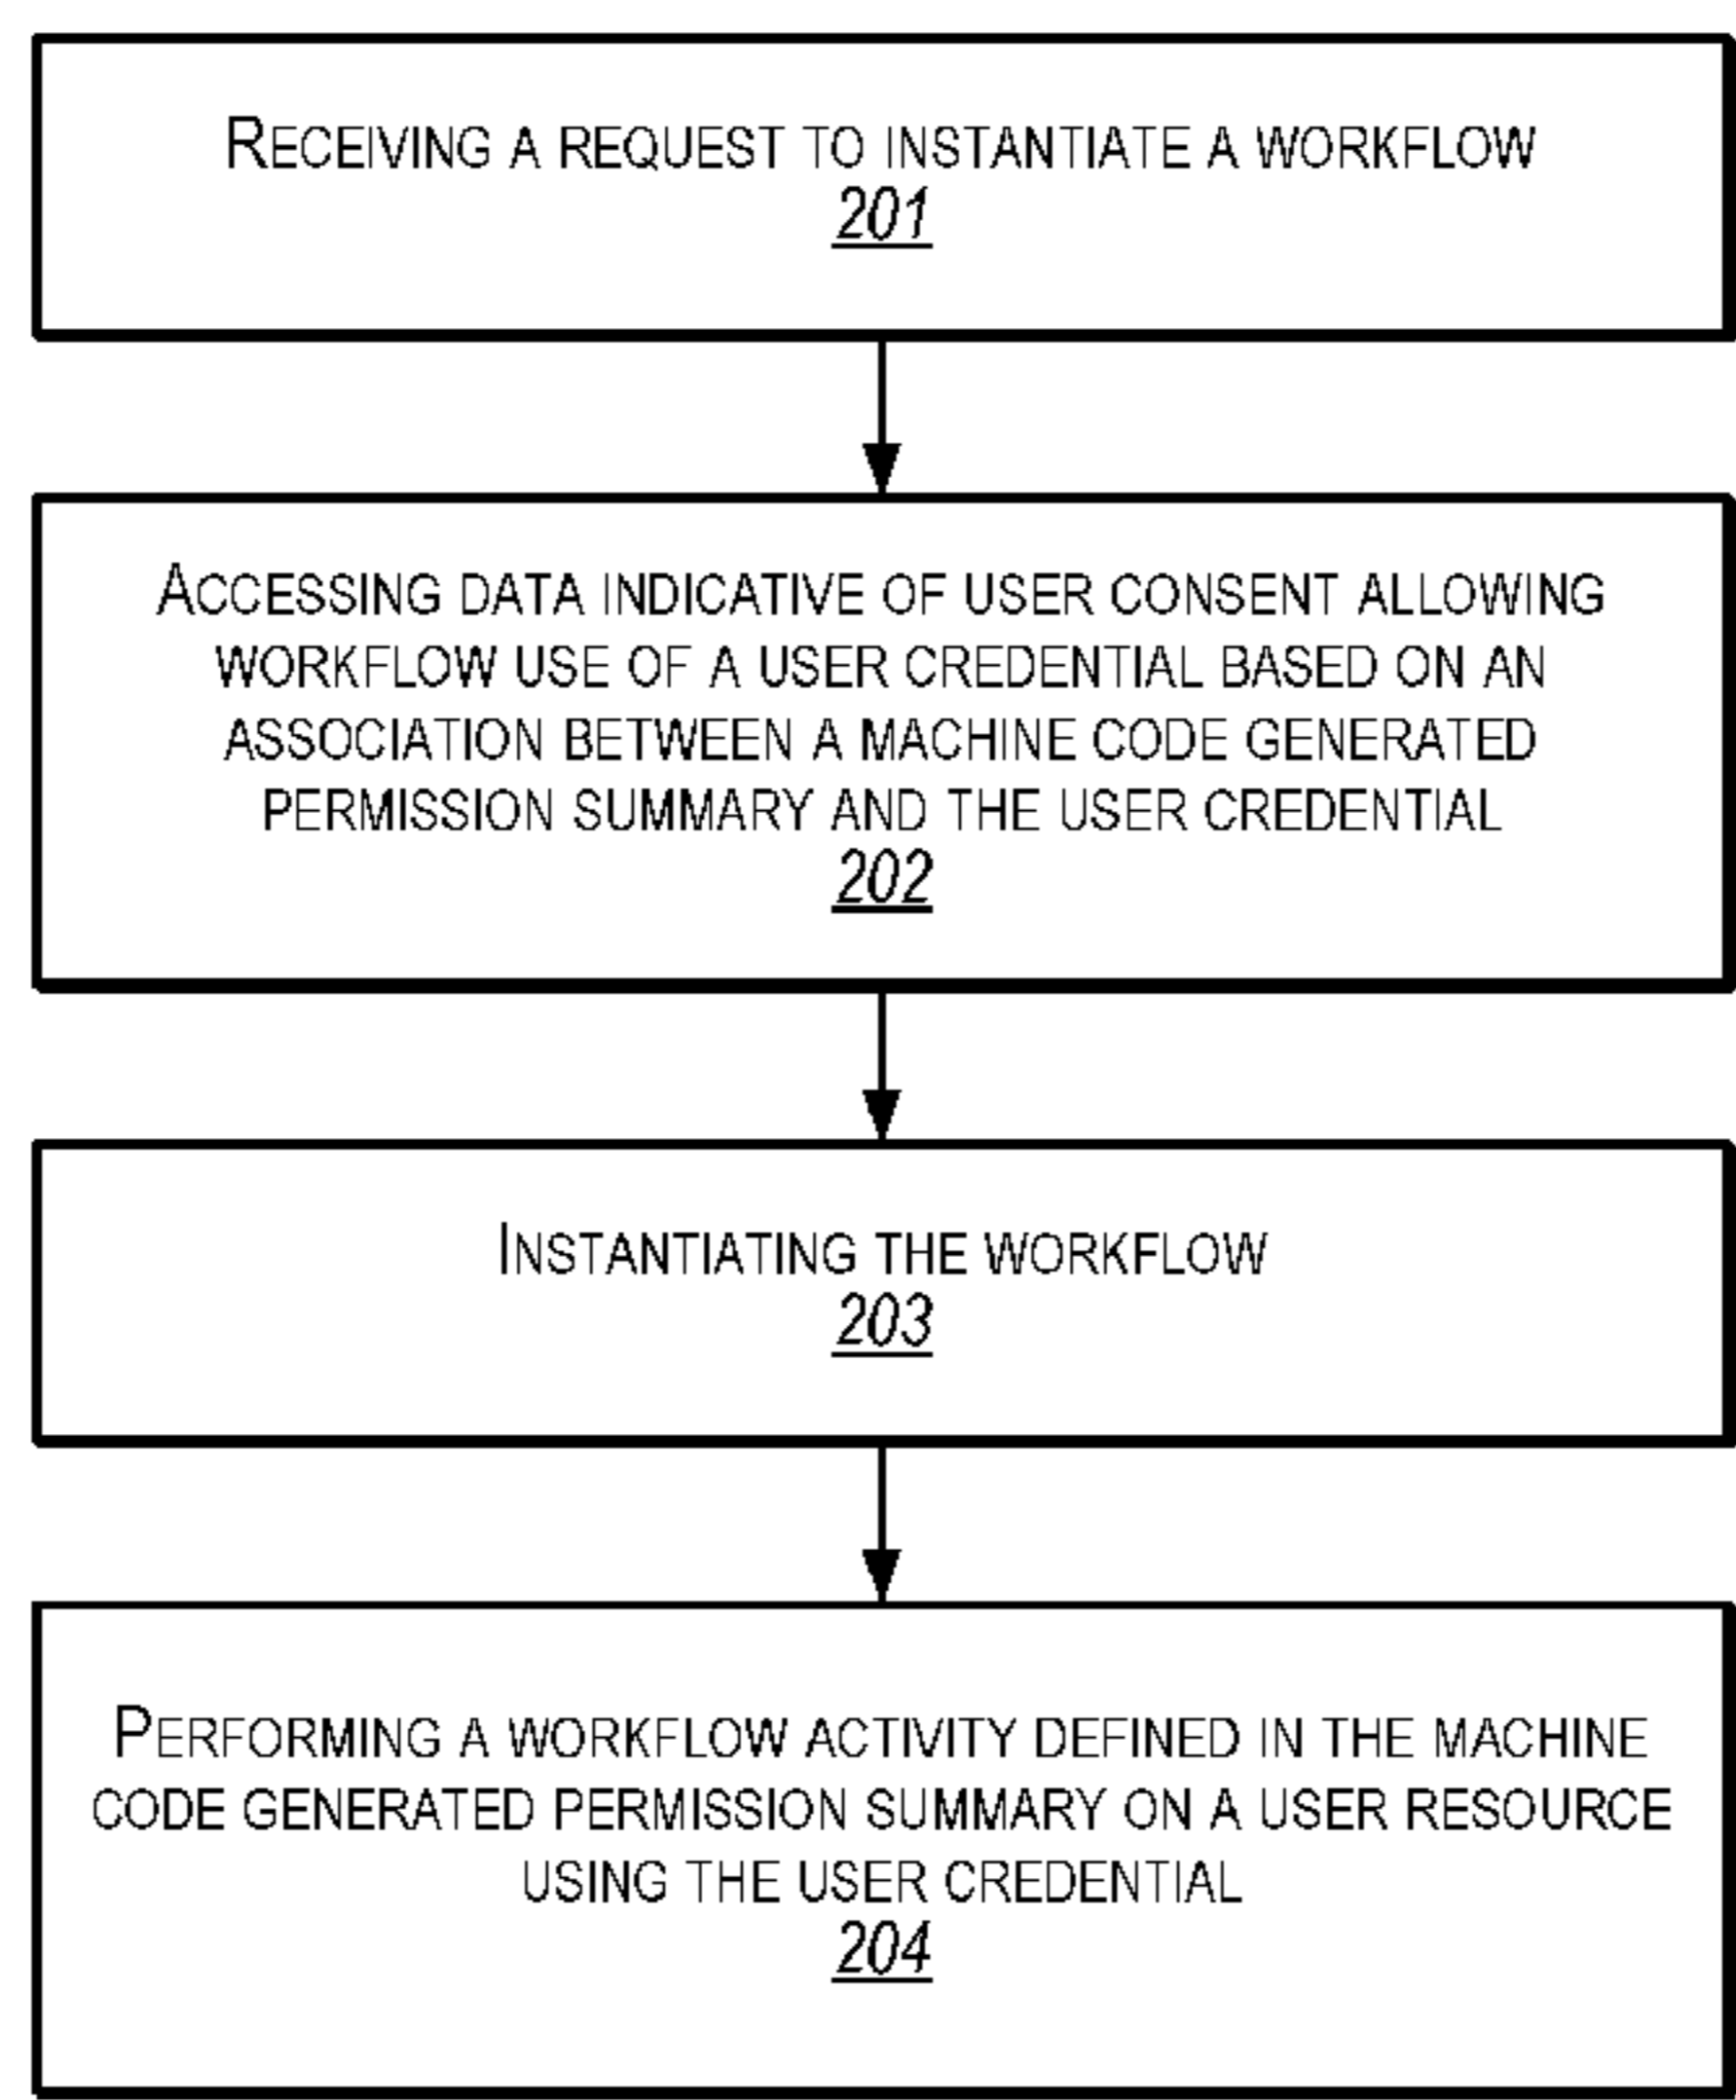 RECEIVING A REQUEST TO INSTANTIATE A WORKFLOW
201
ACCESSING DATA INDICATIVE OF USER CONSENT ALLOWING
WORKFLOW USE OF A USER CREDENTIAL BASED ON AN
ASSOCIATION BETWEEN A MACHINE CODE GENERATED
PERMISSION SUMMARY AND THE USER CREDENTIAL
202
INSTANTIATING THE WORKFLOW
203
PERFORMING A WORKFLOW ACTIVITY DEFINED IN THE MACHINE
CODE GENERATED PERMISSION SUMMARY ON A USER RESOURCE
USING THE USER CREDENTIAL
204